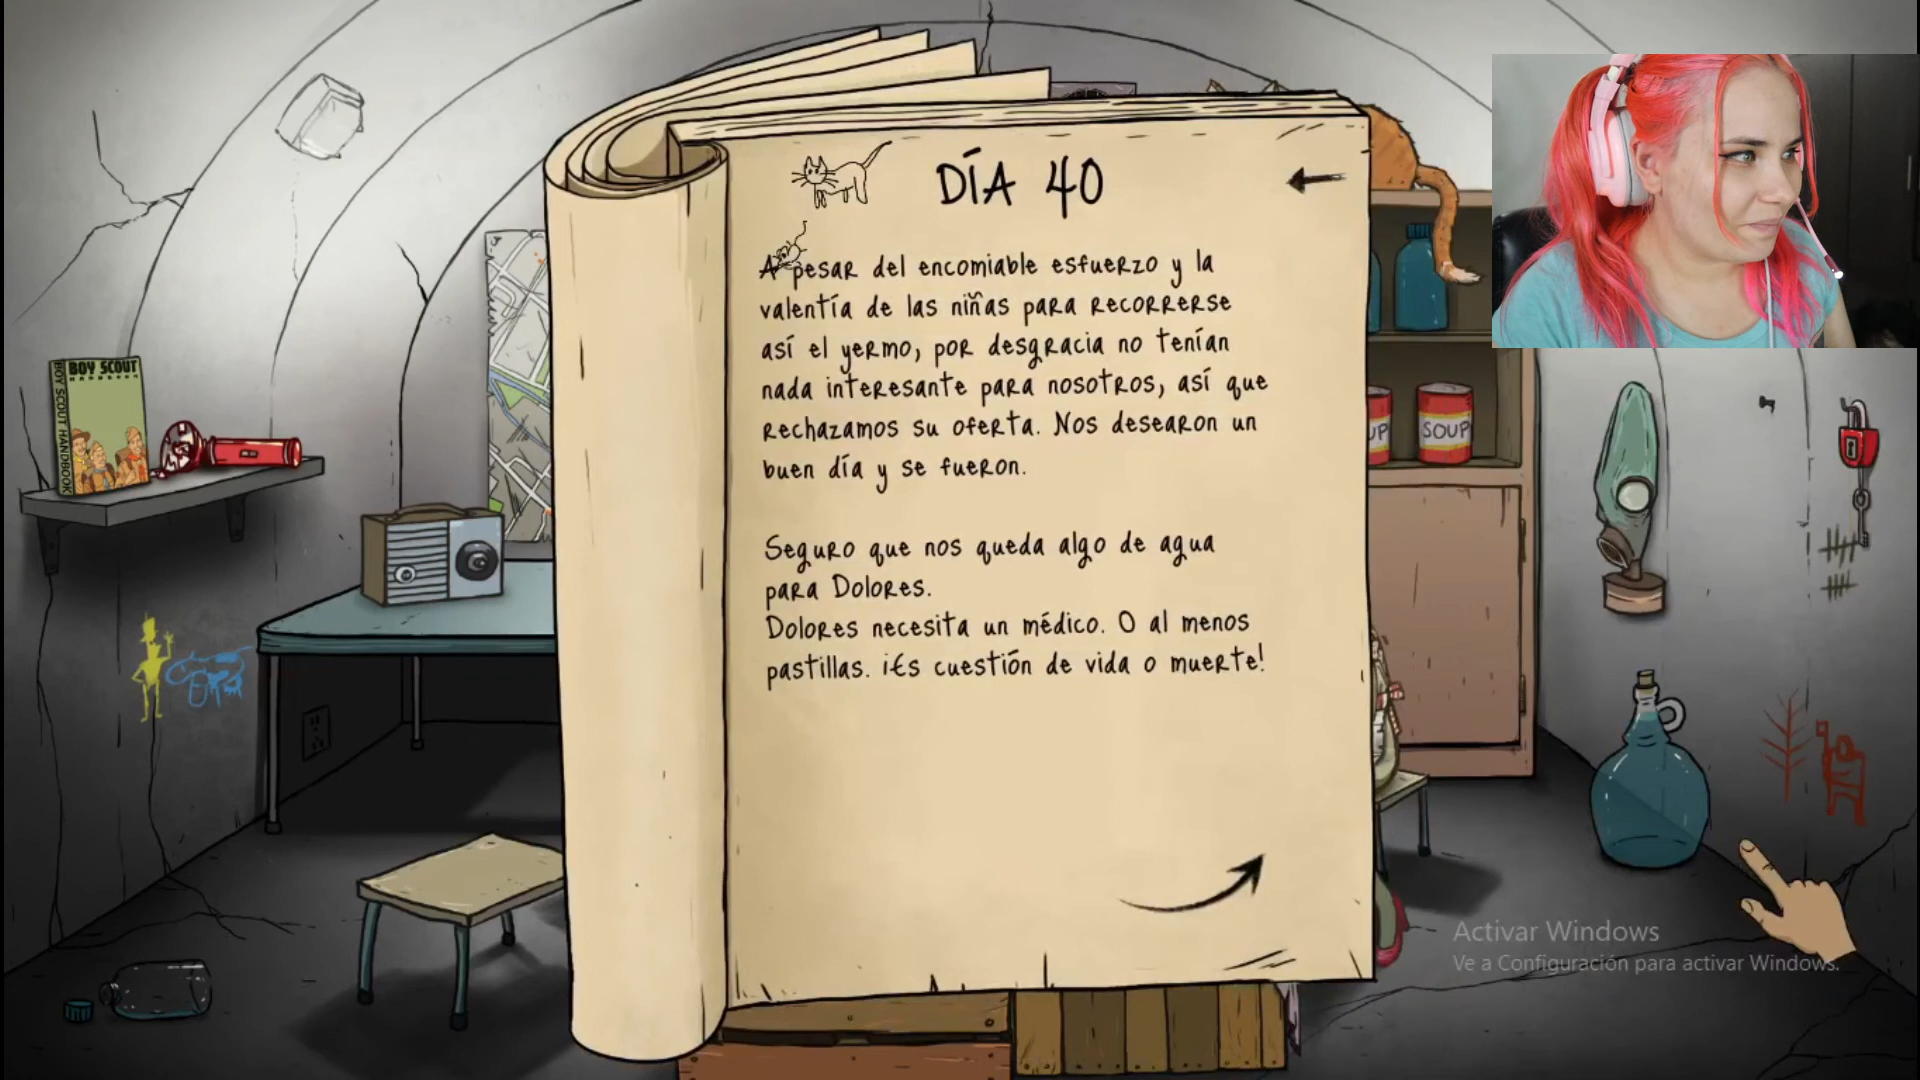 DÍA 40
A pesar del encomiable esfuerzo y la
valentía de las niñas para recorrerse
así el yermo, por desgracia no tenían
nada interesante para nosotros, así que
rechazamos su oferta. Nos desearon un
buen día y se fueron.
Seguro que nos queda algo de agua
para Dolores.
Dolores necesita un médico. O al menos
pastillas. ¡Es cuestión de vida o muerte!
BOY SCOUT
HANDBOOK
BOY SCOUT HANDBOOK
UP
SOUP
Activar Windows
Ve a Configuración para activar Windows.